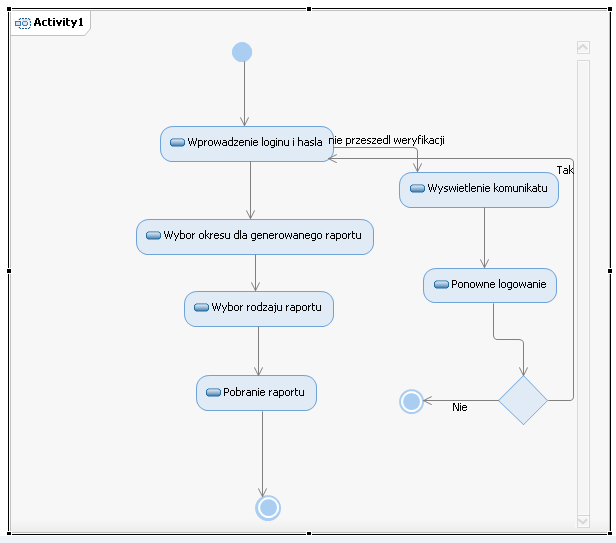 Activity1
Wprowadzenie loginu i hasla
nie przeszedl weryfikacji
Tak
Wyswietlenie komunikatu
Wybor okresu dla generowanego raportu
Ponowne logowanie
Wybor rodzaju raportu
Pobranie raportu
Nie